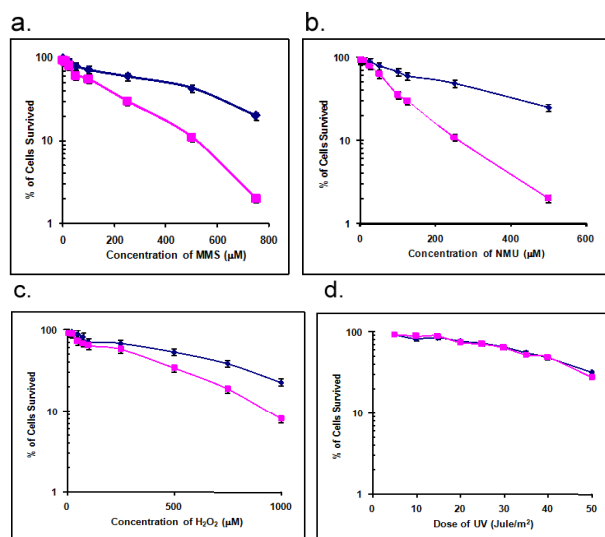 a.
% of Cells Survived
100
10
1
0
200
400
600
800
Concentration of MMS (µM)
b.
% of Cells Survived
100
10
1
0
200
400
600
Concentration of NMU (µM)
c.
% of Cells Survived
100
10
1
0
500
1000
Concentration of H₂O₂
(µM)
d.
% of Cells Survived
100
10
1
0
10
20
30
40
50
Dose of UV (Jule/m²)